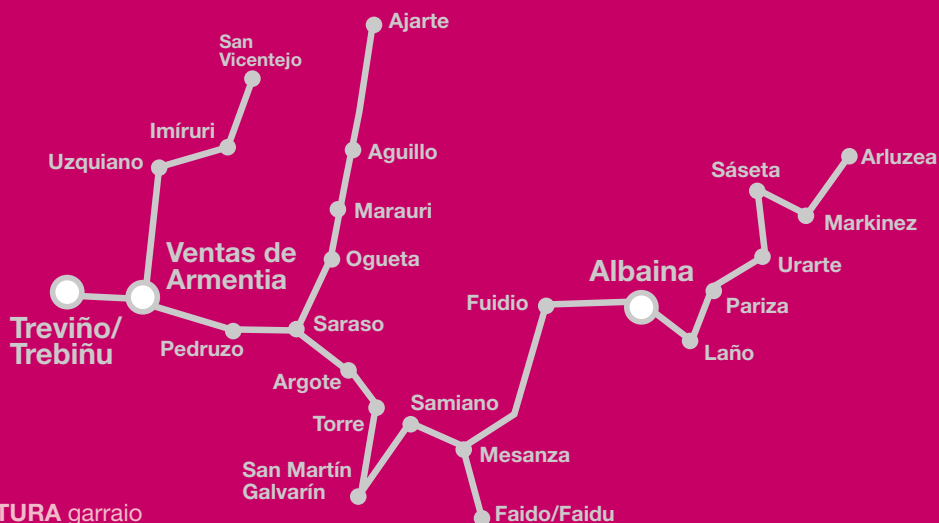 Ajarte
San
Vicentejo
Imíruri
Aguillo
Uzquiano
Arluzea
Sáseta
Marauri
Markinez
Ventas de
Armentia
Ogueta
Urarte
Albaina
Fuidio
Pariza
Treviño/
Trebiñu
Saraso
Pedruzo
Laño
Argote
Samiano
Torre
Mesanza
San Martín
Galvarín
TURA garraio
Faido/Faidu